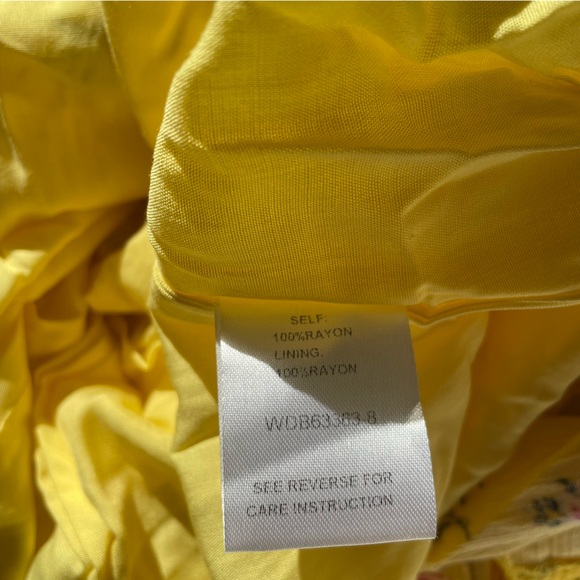 SELF:
100%RAYON
LINING:
100%RAYON
WDB63363-8
SEE REVERSE FOR
CARE INSTRUCTION